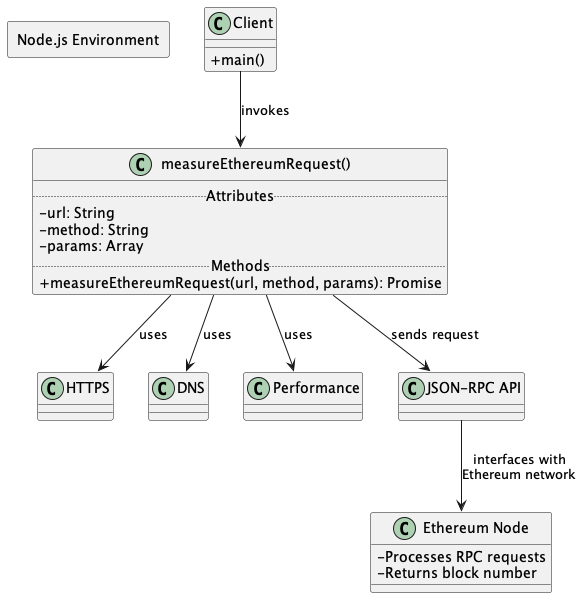 Node.js Environment
C Client
+main()
invokes
C measureEthereumRequest()
Attributes
-url: String
-method: String
-params: Array
Methods
+measureEthereumRequest(url, method, params): Promise
uses
uses
uses
sends request
C HTTPS
C DNS
C Performance
C JSON-RPC API
interfaces with
Ethereum network
C Ethereum Node
-Processes RPC requests
-Returns block number